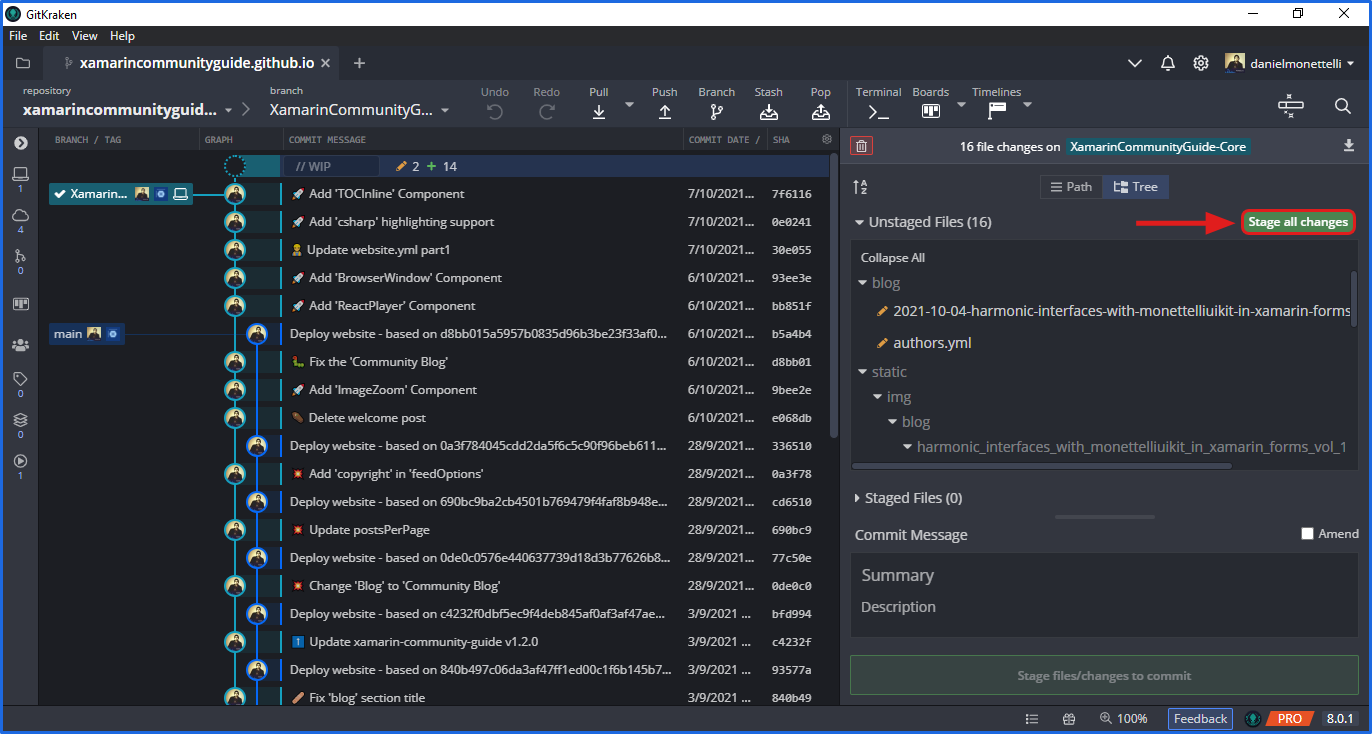 GitKraken
File Edit View Help
xamarincommunityguide.github.io
danielmonettelli
repository
xamarincommunityguid...
branch
XamarinCommunityG...
Undo Redo Pull Push Branch Stash Pop Terminal Boards Timelines
BRANCH / TAG GRAPH COMMIT MESSAGE COMMIT DATE / SHA
// WIP 2 + 14
Xamarin... Add 'TOCInline' Component 7/10/2021... 7f6116
Add 'csharp' highlighting support 7/10/2021... 0e0241
Update website.yml part1 7/10/2021... 30e055
Add 'BrowserWindow' Component 6/10/2021... 93ee3e
Add 'ReactPlayer' Component 6/10/2021... bb851f
main Deploy website - based on d8bb015a5957b0835d96b3be23f33af0... 6/10/2021... b5a4b4
Fix the 'Community Blog' 6/10/2021... d8bb01
Add 'ImageZoom' Component 6/10/2021... 9bee2e
Delete welcome post 6/10/2021... e068db
Deploy website - based on 0a3f784045cdd2da5f6c5c90f96beb611... 28/9/2021... 336510
Add 'copyright' in 'feedOptions' 28/9/2021... 0a3f78
Deploy website - based on 690bc9ba2cb4501b769479f4faf8b948e... 28/9/2021... cd6510
Update postsPerPage 28/9/2021... 690bc9
Deploy website - based on 0de0c0576e440637739d18d3b77626b8... 28/9/2021... 77c50e
Change 'Blog' to 'Community Blog' 28/9/2021... 0de0c0
Deploy website - based on c4232f0dbf5ec9f4deb845af0af3af47ae... 3/9/2021 ... bfd994
Update xamarin-community-guide v1.2.0 3/9/2021 ... c4232f
Deploy website - based on 840b497c06da3af47ff1ed00c1f6b145b7... 3/9/2021 ... 93577a
Fix 'blog' section title 3/9/2021 ... 840b49
1
4
0
0
0
1
16 file changes on XamarinCommunityGuide-Core
Path Tree
Unstaged Files (16) Stage all changes
Collapse All
blog
2021-10-04-harmonic-interfaces-with-monettelliuikit-in-xamarin-forms
authors.yml
static
img
blog
harmonic_interfaces_with_monettelliuikit_in_xamarin_forms_vol_1
Staged Files (0)
Commit Message Amend
Summary
Description
Stage files/changes to commit
100% Feedback PRO 8.0.1